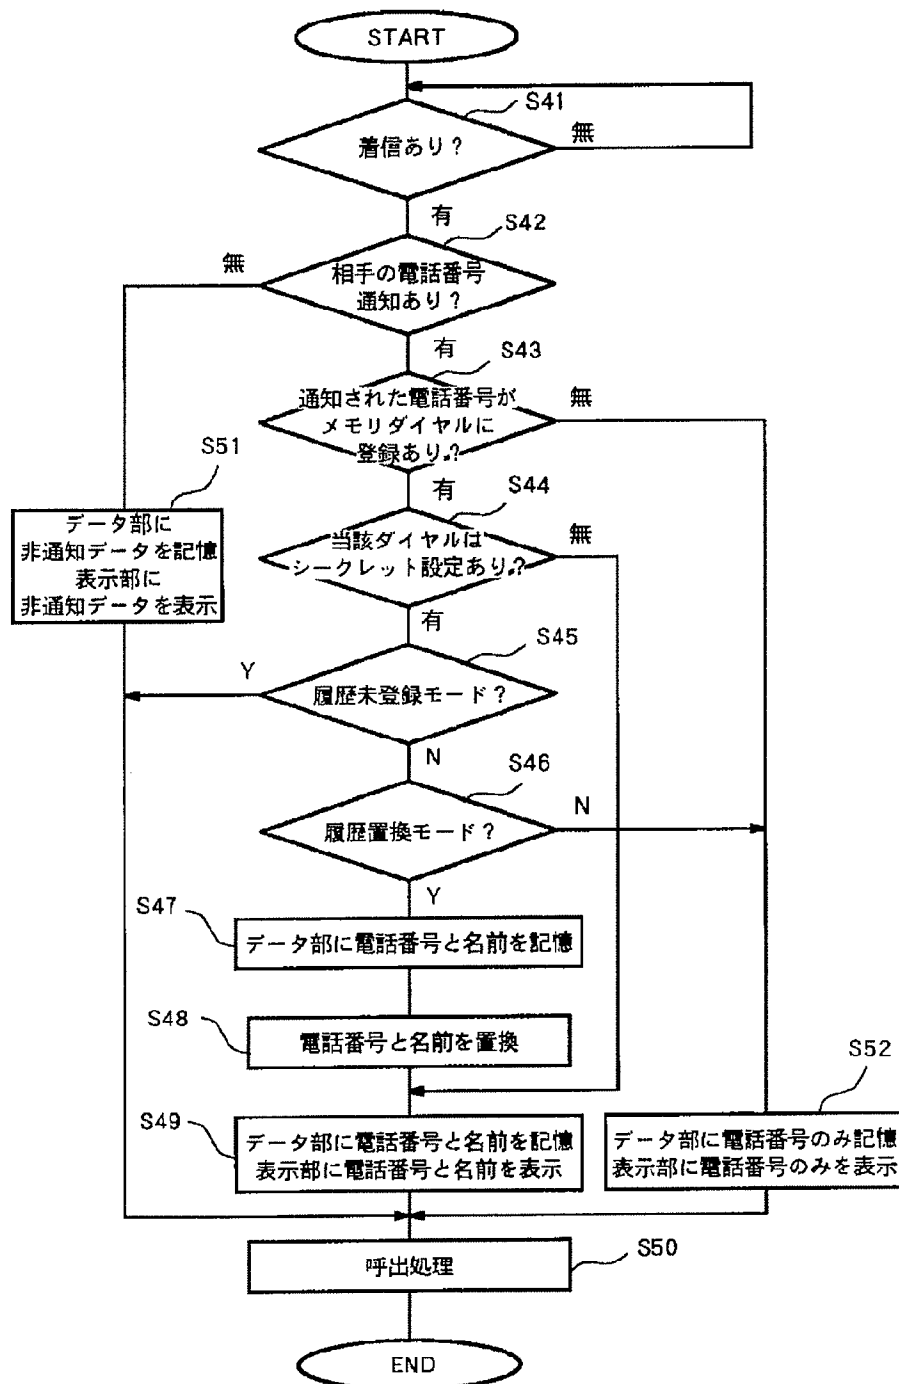 START
S41
着信あり？
無
有
S42
無
相手の電話番号
通知あり？
有
S43
通知された電話番号が
メモリダイヤルに
登録あり.？
無
S51
有
S44
データ部に
非通知データを記憶
表示部に
非通知データを表示
当該ダイヤルは
シークレット設定あり.？
無
有
S45
Y
履歴未登録モード？
N
S46
履歴置換モード？
N
Y
S47
データ部に電話番号と名前を記憶
S48
電話番号と名前を置換
S52
S49
データ部に電話番号と名前を記憶
表示部に電話番号と名前を表示
データ部に電話番号のみ記憶
表示部に電話番号のみを表示
S50
呼出処理
END